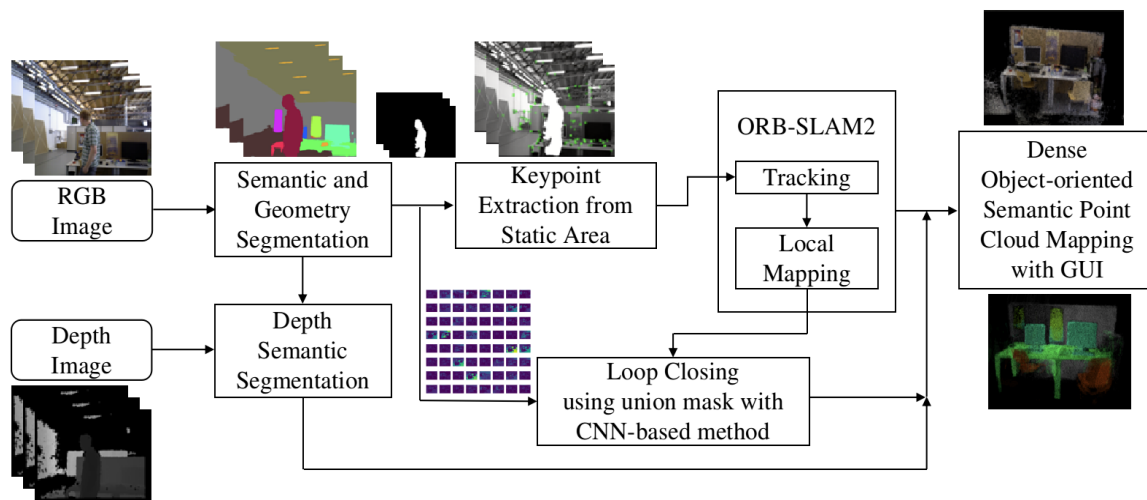 RGB
Image
Semantic and
Geometry
Segmentation
Keypoint
Extraction from
Static Area
ORB-SLAM2
Tracking
Local
Mapping
Dense
Object-oriented
Semantic Point
Cloud Mapping
with GUI
Depth
Image
Depth
Semantic
Segmentation
Loop Closing
using union mask with
CNN-based method